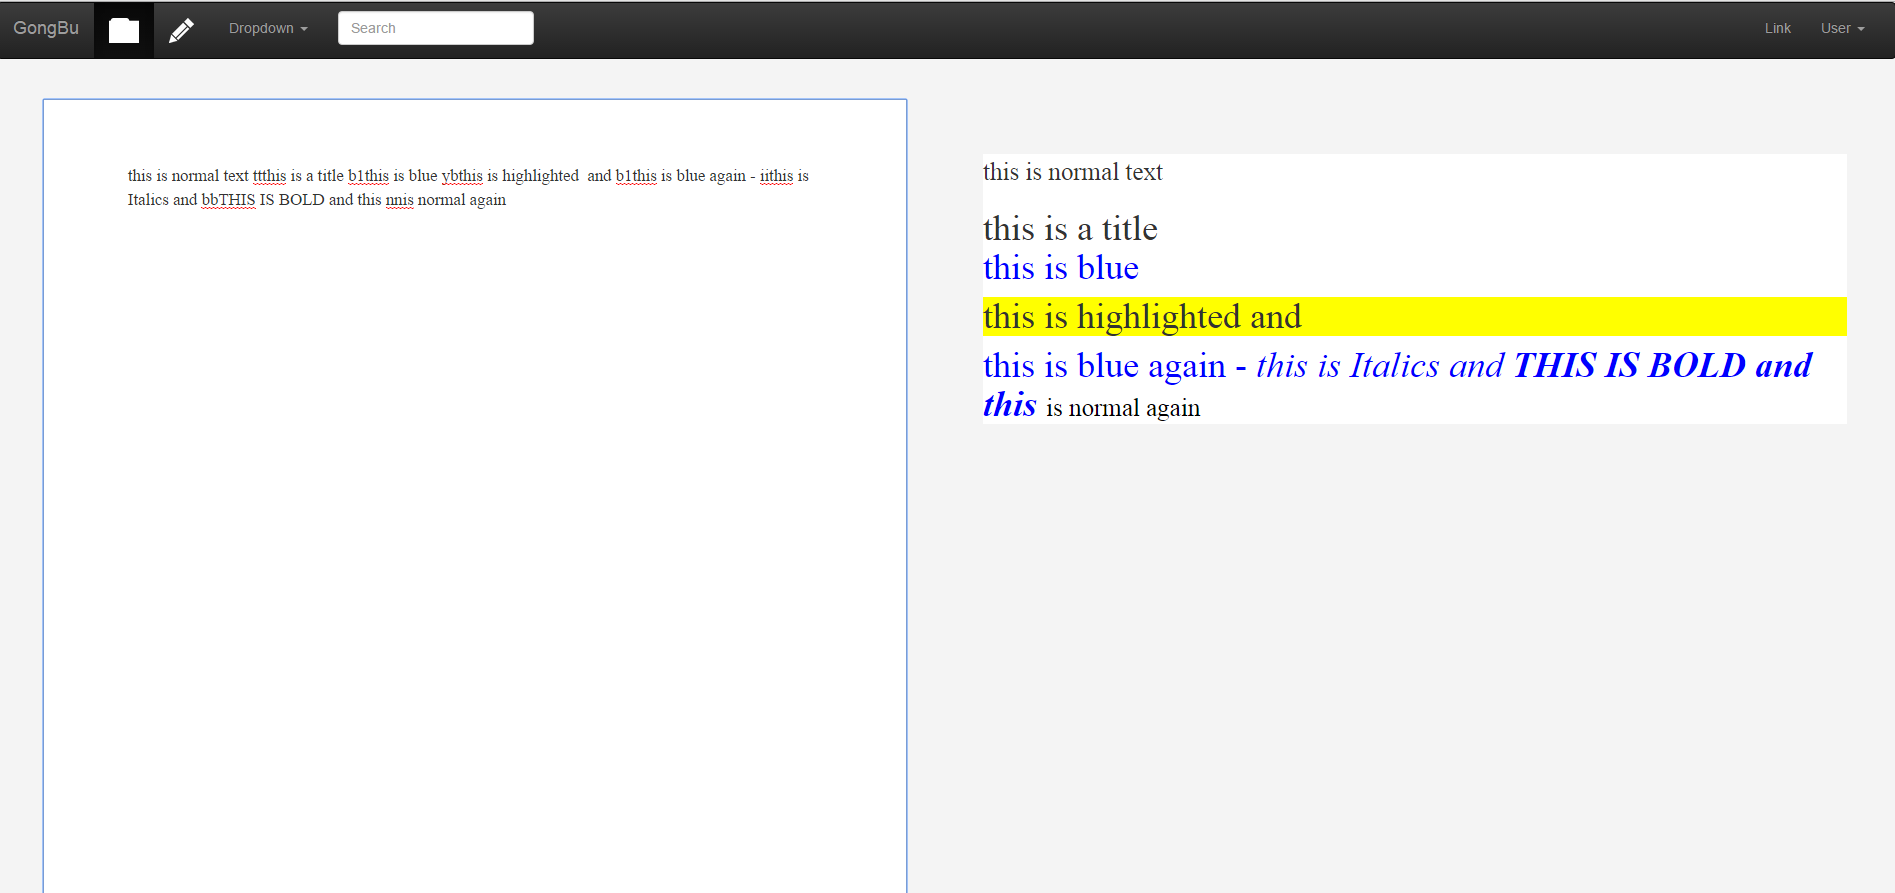 GongBu Dropdown Search Link User
this is normal text ttthis is a title b1this is blue ybthis is highlighted  and b1this is blue again - iithis is
Italics and bbTHIS IS BOLD and this nnis normal again
this is normal text
this is a title
this is blue
this is highlighted and
this is blue again - this is Italics and THIS IS BOLD and
this is normal again